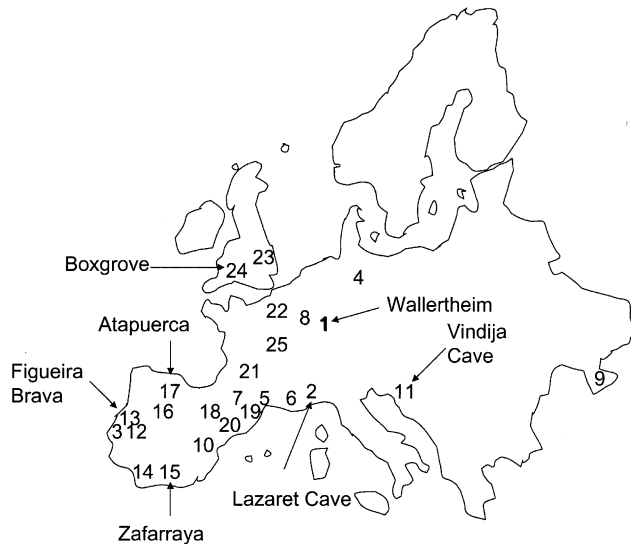 23
Boxgrove
24
4
22
8
1
Wallertheim
Atapuerca
Vindija
Cave
25
Figueira
Brava
21
9
17
7
5
6
2
11
13
16
18
19
3
12
20
10
14
15
Lazaret Cave
Zafarraya